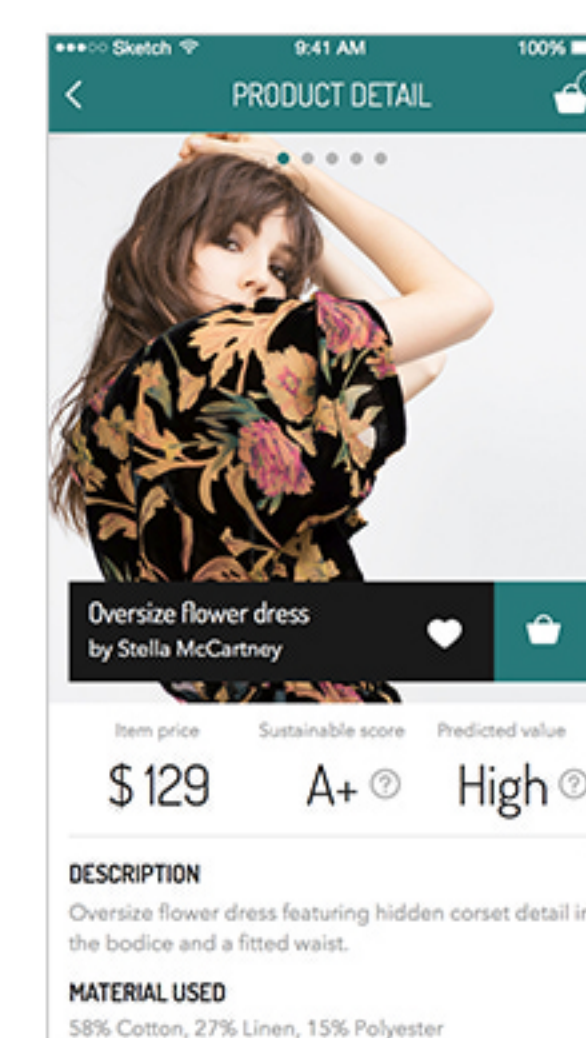 Sketch 9:41 AM 100%
PRODUCT DETAIL
Oversize flower dress
by Stella McCartney
Item price Sustainable score Predicted value
$129 A+ ? High ?
DESCRIPTION
Oversize flower dress featuring hidden corset detail in
the bodice and a fitted waist.
MATERIAL USED
58% Cotton, 27% Linen, 15% Polyester